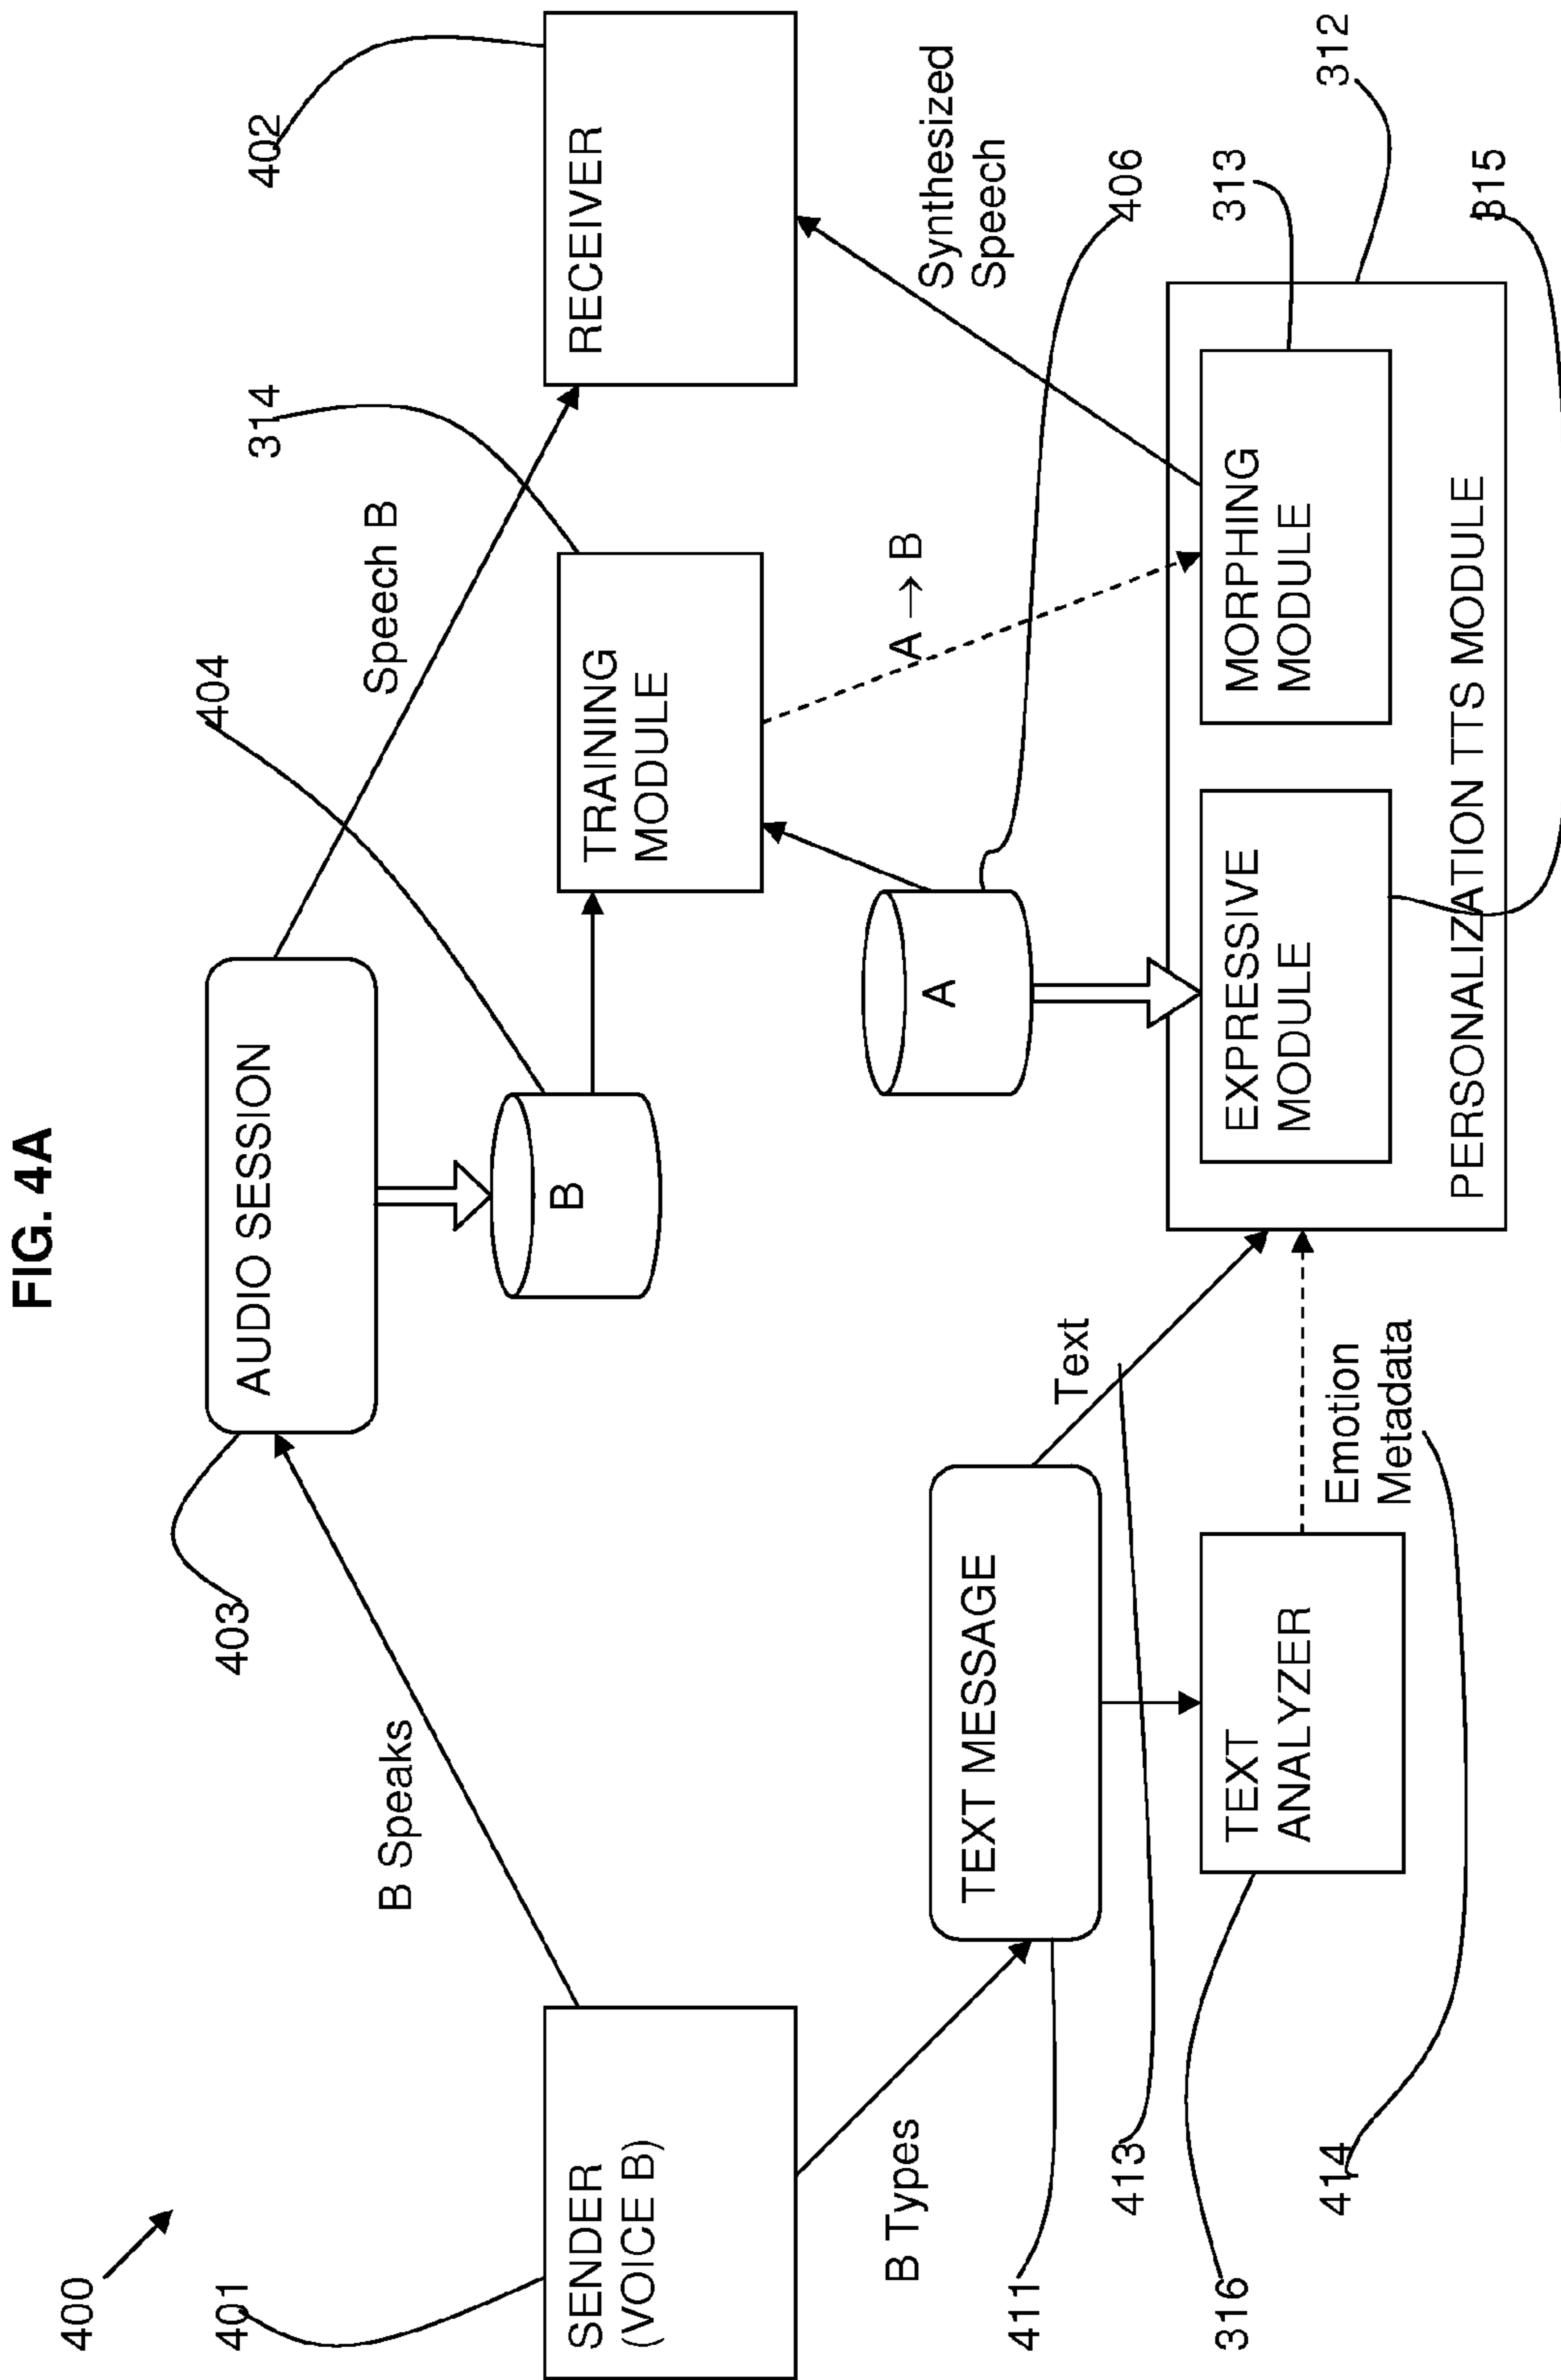 FIG. 4A
400
401
SENDER
(VOICE B)
B Speaks
403
AUDIO SESSION
B
404
Speech B
314
TRAINING
MODULE
402
RECEIVER
B Types
411
TEXT MESSAGE
413
Text
316
TEXT
ANALYZER
414
Emotion
Metadata
A
406
A → B
Synthesized
Speech
EXPRESSIVE
MODULE
MORPHING
MODULE
PERSONALIZATION TTS MODULE
312
313
315